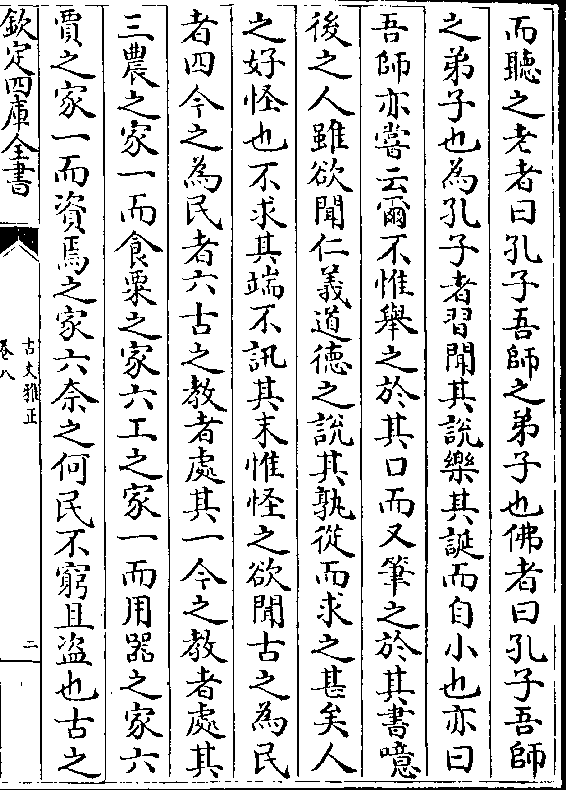 而聽之老者曰孔子吾師之弟子也佛者曰孔子吾師
之弟子也為孔子者習聞其說樂其誕而自小也亦曰
吾師亦嘗云爾不惟舉之於其口而又筆之於其書噫
後之人雖欲聞仁義道德之說其孰從而求之甚矣人
之好怪也不求其端不訊其末惟怪之欲聞古之為民
者四今之為民者六古之教者處其一今之教者處其
三農之家一而食粟之家六工之家一而用器之家六
賈之家一而資焉之家六奈之何民不窮且盜也古之
欽定四庫全書
古文雅正
卷八
二